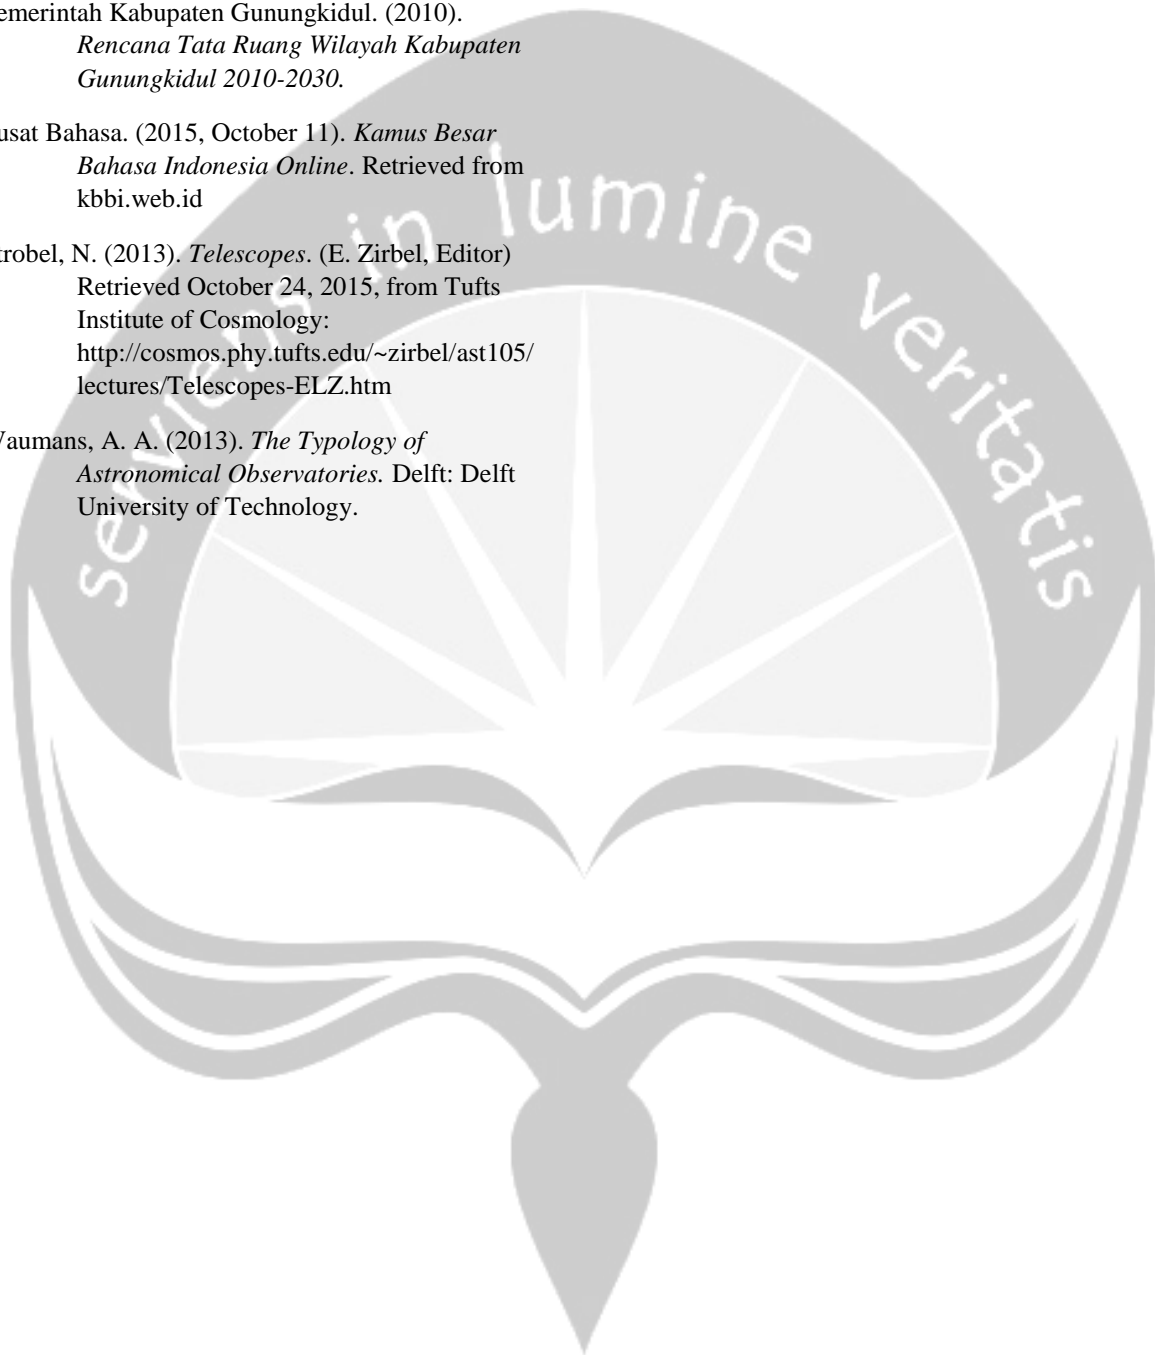 emerintah Kabupaten Gunungkidul. (2010).
Rencana Tata Ruang Wilayah Kabupaten
Gunungkidul 2010-2030.
usat Bahasa. (2015, October 11). Kamus Besar
Bahasa Indonesia Online. Retrieved from
kbbi.web.id
trobel, N. (2013). Telescopes. (E. Zirbel, Editor)
Retrieved October 24, 2015, from Tufts
Institute of Cosmology:
http://cosmos.phy.tufts.edu/~zirbel/ast105/
lectures/Telescopes-ELZ.htm
Vaumans, A. A. (2013). The Typology of
Astronomical Observatories. Delft: Delft
University of Technology.
serviens in lumine veritatis